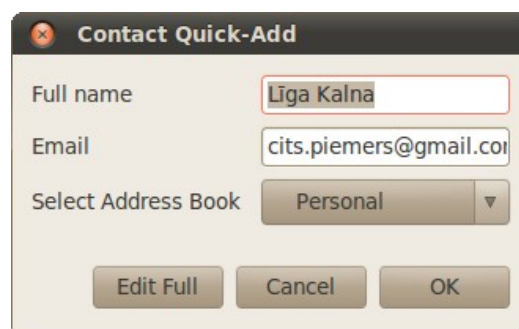 Contact Quick-Add
Full name Līga Kalna
Email cits.piemers@gmail.cor
Select Address Book Personal
Edit Full Cancel OK